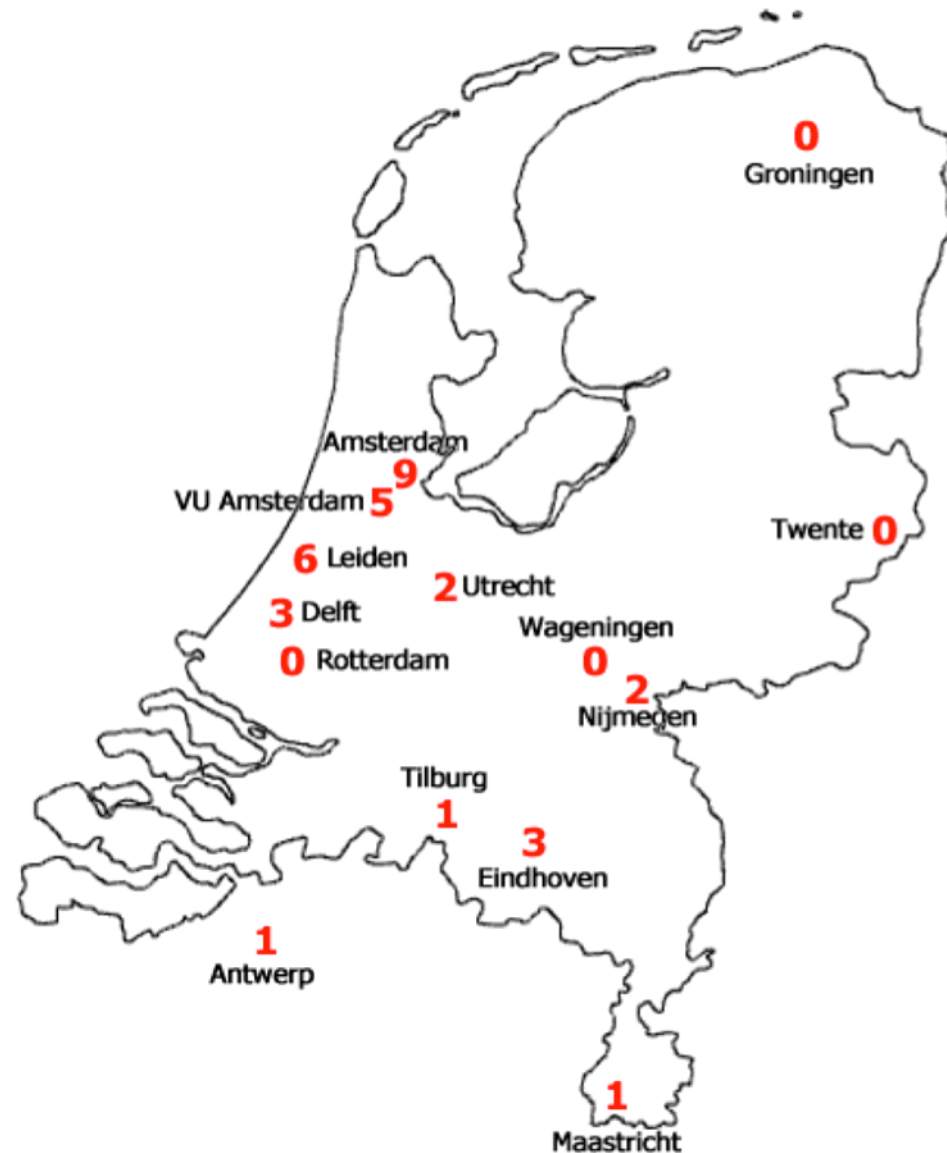 0
Groningen
Amsterdam
9
VU Amsterdam 5
Twente 0
6 Leiden
2 Utrecht
3 Delft
Wageningen
0 Rotterdam
0
2
Nijmegen
Tilburg
1
3
Eindhoven
1
Antwerp
1
Maastricht